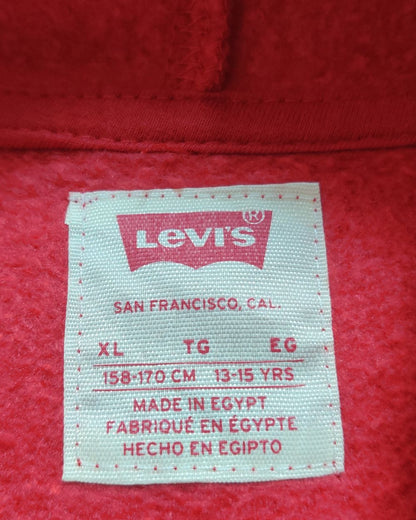 Levi's®
SAN FRANCISCO, CAL.
XL TG EG
158-170 CM 13-15 YRS
MADE IN EGYPT
FABRIQUÉ EN ÉGYPTE
HECHO EN EGIPTO